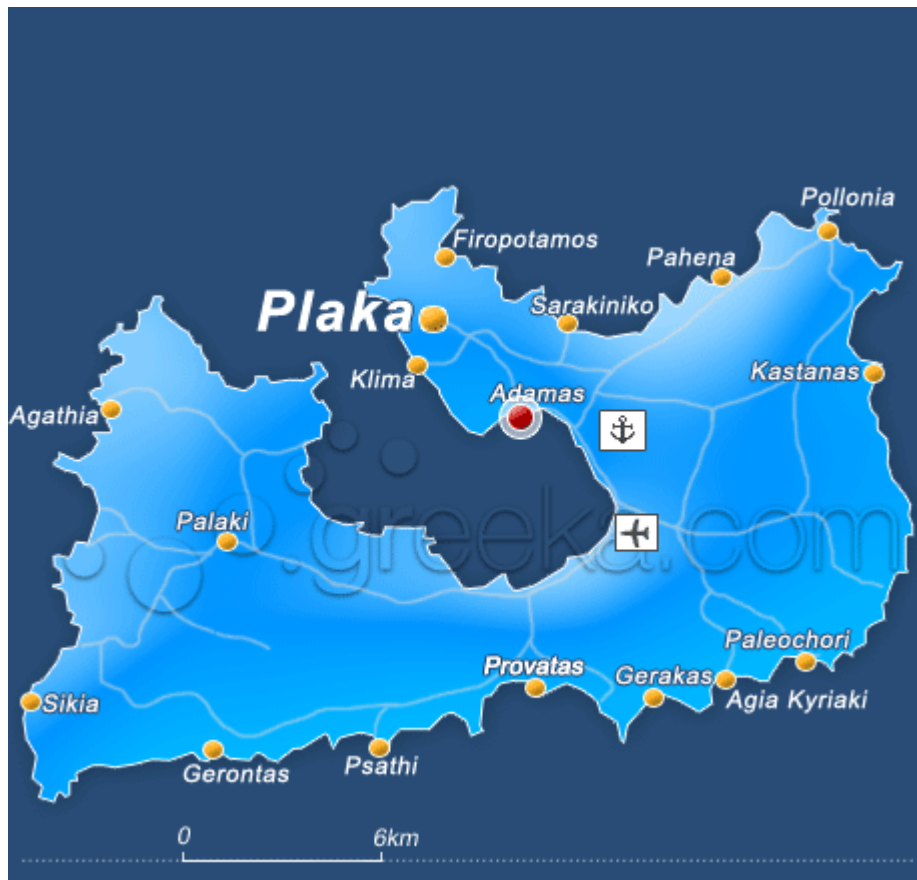 Pollonia
Firopotamos
Pahena
Plaka
Sarakiniko
Klima
Kastanas
Adamas
Agathia
Palaki
.greeka.com
Paleochori
Provatas
Gerakas
Agia Kyriaki
Sikia
Gerontas
Psathi
0 6km